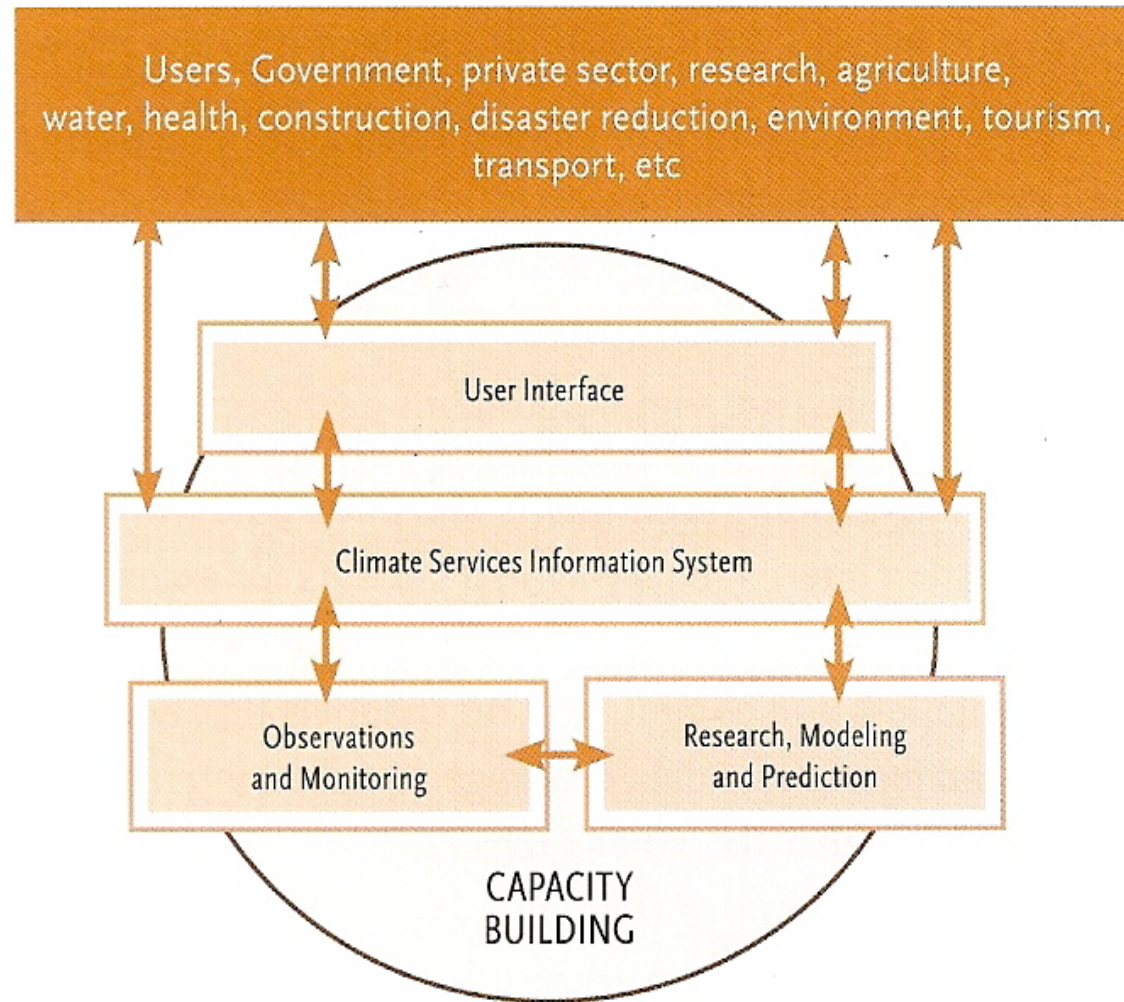 Users, Government, private sector, research, agriculture,
water, health, construction, disaster reduction, environment, tourism,
transport, etc
User Interface
Climate Services Information System
Observations
and Monitoring
Research, Modeling
and Prediction
CAPACITY
BUILDING